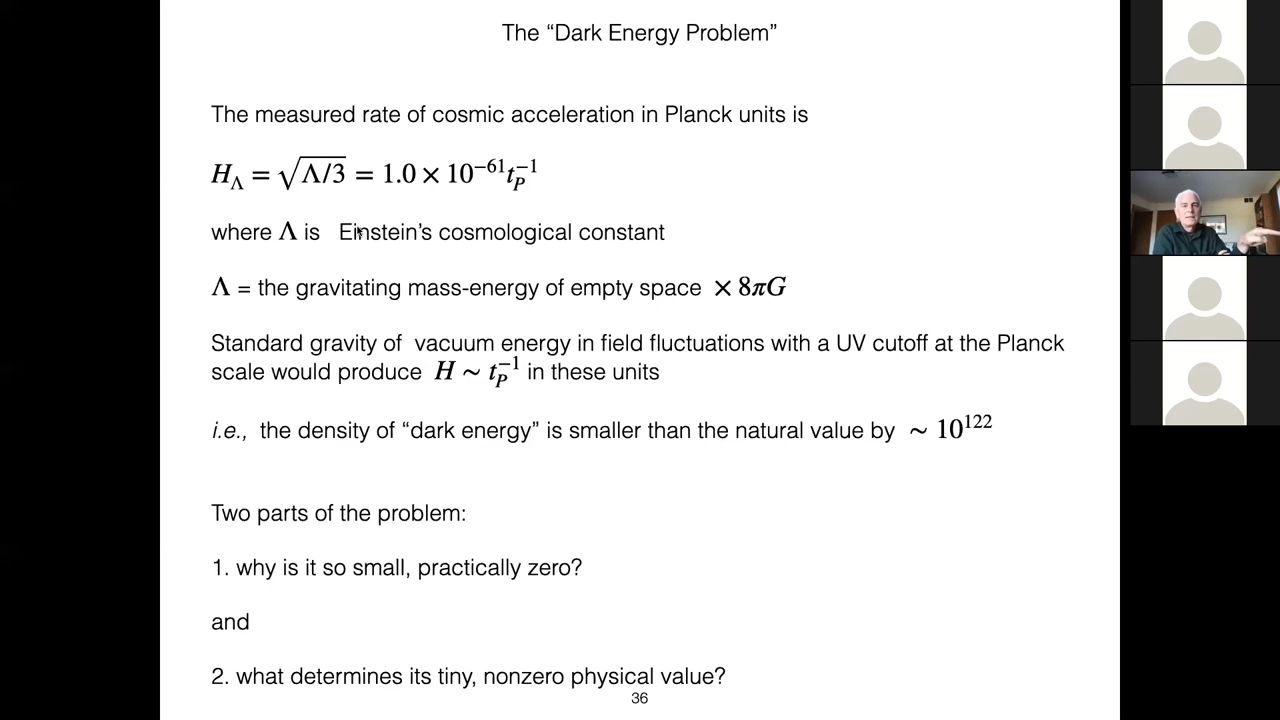 The “Dark Energy Problem”
The measured rate of cosmic acceleration in Planck units is
H_Λ = √(Λ/3) = 1.0 × 10^−61 t_P^−1
where Λ is Einstein’s cosmological constant
Λ = the gravitating mass-energy of empty space × 8πG
Standard gravity of vacuum energy in field fluctuations with a UV cutoff at the Planck
scale would produce H ∼ t_P^−1 in these units
i.e., the density of “dark energy” is smaller than the natural value by ∼ 10^122
Two parts of the problem:
1. why is it so small, practically zero?
and
2. what determines its tiny, nonzero physical value?
36